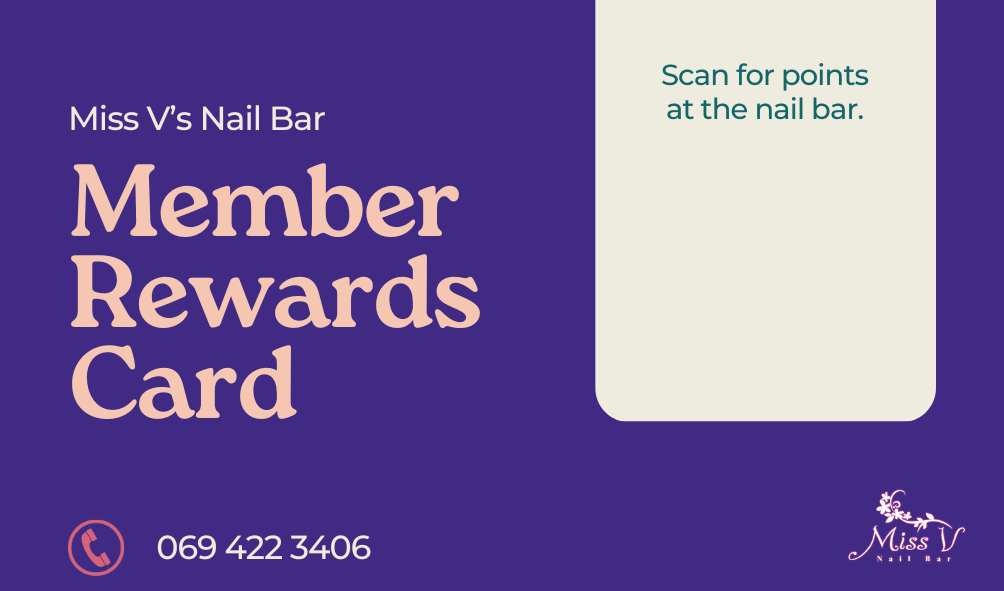 Miss V’s Nail Bar
Member
Rewards
Card
069 422 3406
Scan for points
at the nail bar.
Miss V
Nail Bar